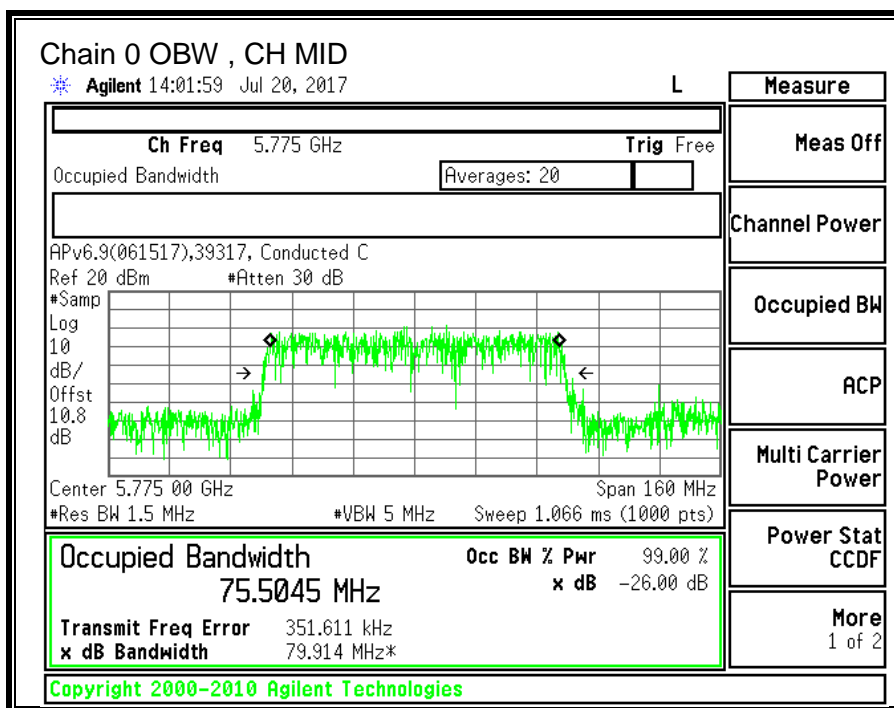 Chain 0 OBW , CH MID
Agilent 14:01:59 Jul 20, 2017 L
Measure
Ch Freq 5.775 GHz Trig Free
Occupied Bandwidth Averages: 20
APv6.9(061517),39317, Conducted C
Ref 20 dBm #Atten 30 dB
#Samp
Log
10
dB/
Offst
10.8
dB
Center 5.775 00 GHz Span 160 MHz
#Res BW 1.5 MHz #VBW 5 MHz Sweep 1.066 ms (1000 pts)
Occupied Bandwidth Occ BW % Pwr 99.00 %
75.5045 MHz x dB -26.00 dB
Transmit Freq Error 351.611 kHz
x dB Bandwidth 79.914 MHz*
Meas Off
Channel Power
Occupied BW
ACP
Multi Carrier
Power
Power Stat
CCDF
More
1 of 2
Copyright 2000-2010 Agilent Technologies